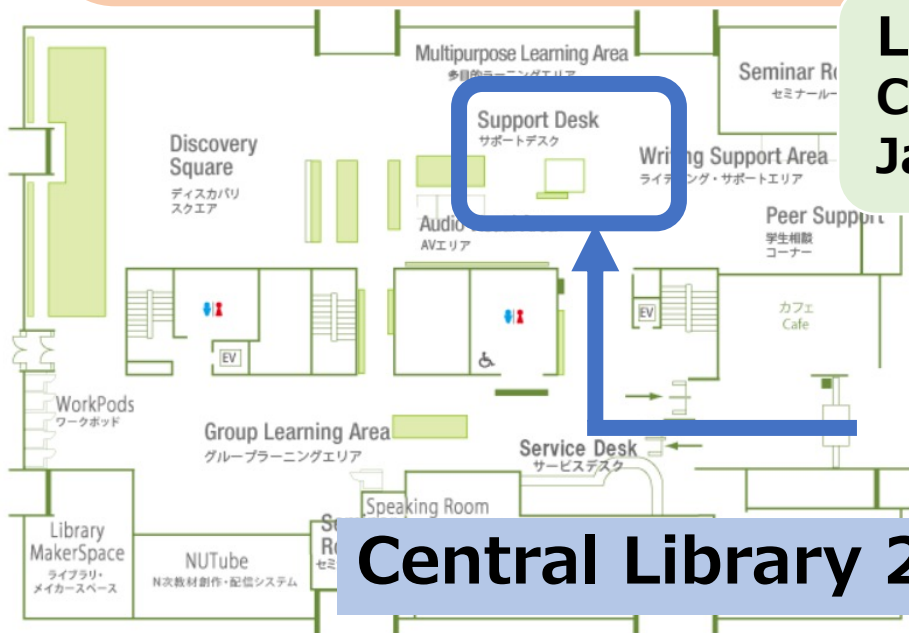 Multipurpose Learning Area
多目的ラーニングエリア
Seminar
セミナールー
L
C
Ja
Support Desk
サポートデスク
Discovery
Square
ディスカバリ
スクエア
Writing Support Area
ライティング・サポートエリア
Audio
AVエリア
Peer Support
学生相談
コーナー
カフェ
Cafe
EV
EV
WorkPods
ワークポッド
Group Learning Area
グループラーニングエリア
Service Desk
サービスデスク
Speaking Room
Library
MakerSpace
ライブラリ・
メイカースペース
NUTube
N次教材創作・配信システム
Central Library 2